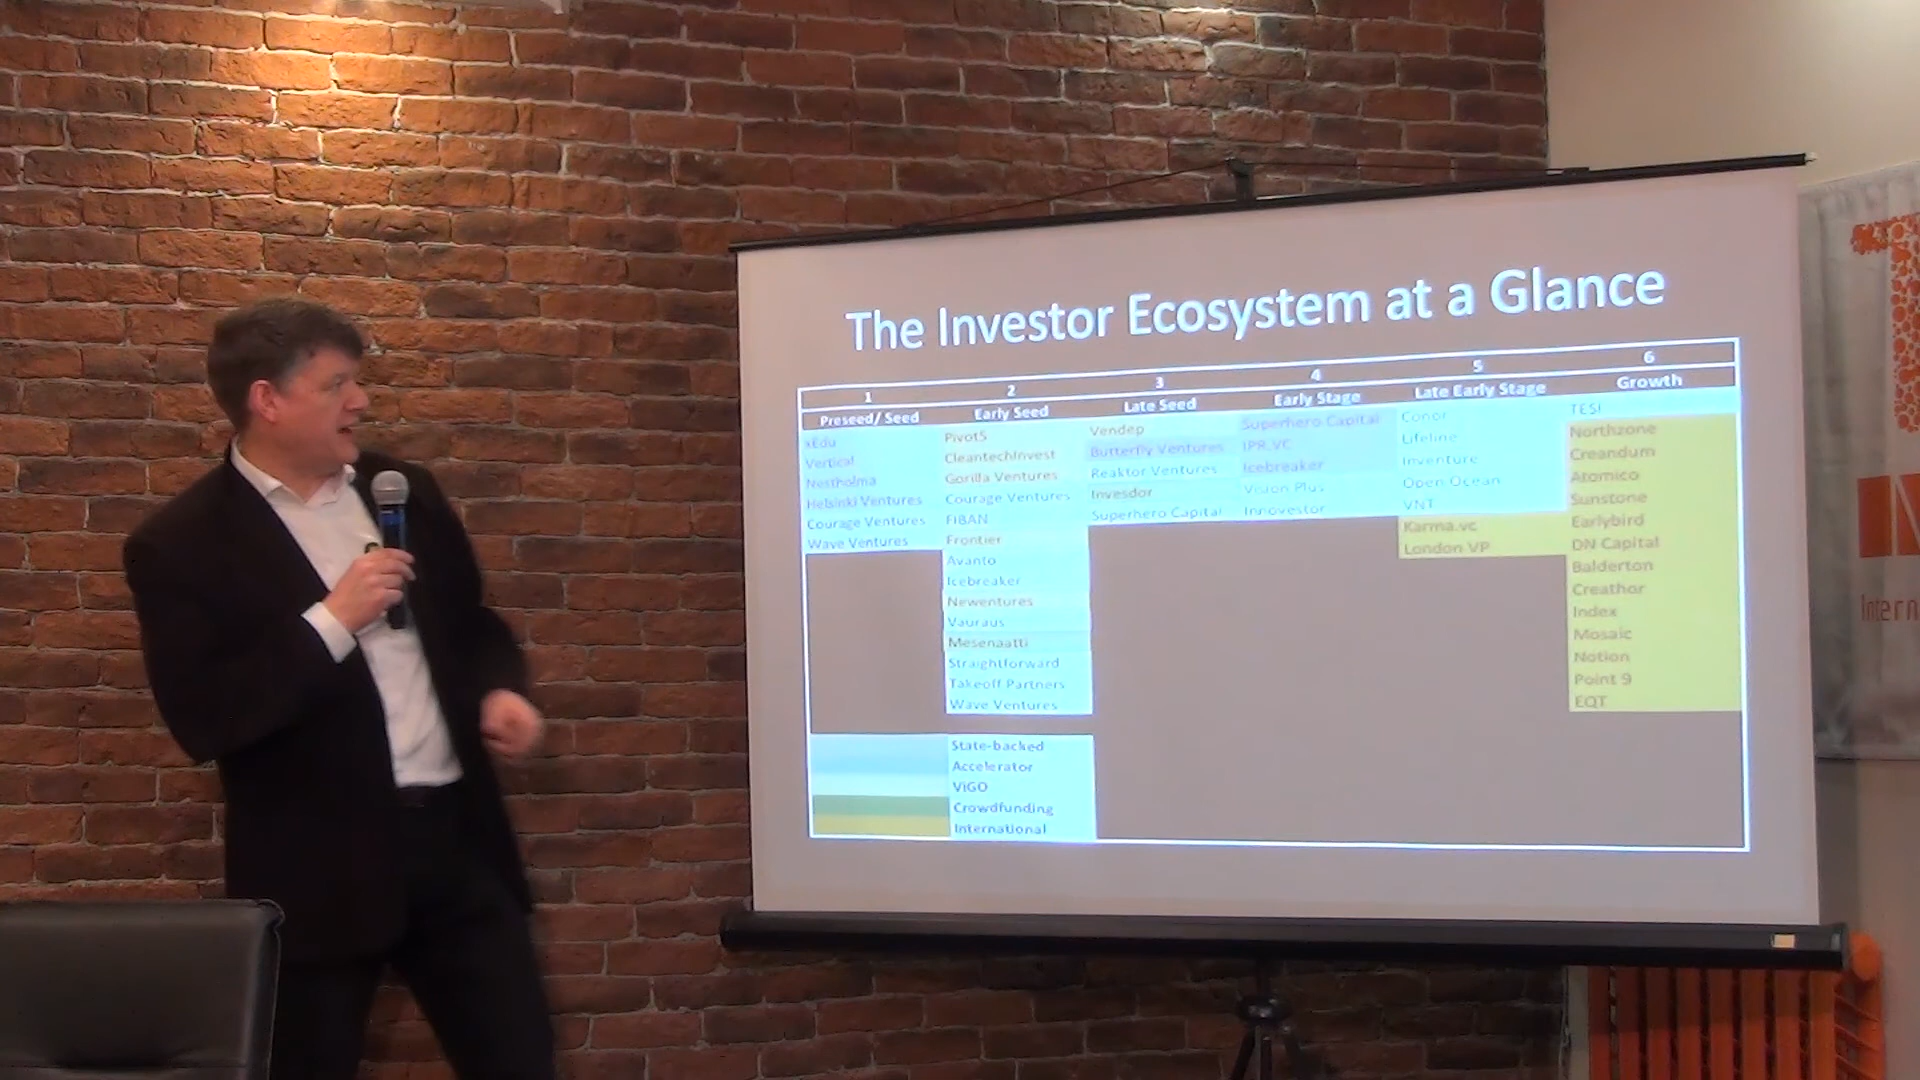 The Investor Ecosystem at a Glance
1 2 3 4 5 6
Preseed/ Seed Early Seed Late Seed Early Stage Late Early Stage Growth
xEdu
Vertical
Nestholma
Helsinki Ventures
Courage Ventures
Wave Ventures
Pivot5
CleantechInvest
Gorilla Ventures
Courage Ventures
FIBAN
Frontier
Avanto
Icebreaker
Newentures
Vauraus
Mesenaatti
Straightforward
Takeoff Partners
Wave Ventures
Vendep
Butterfly Ventures
Reaktor Ventures
Invesdor
Superhero Capital
Superhero Capital
IPR.VC
Icebreaker
Vision Plus
Innovestor
Conor
Lifeline
Inventure
Open Ocean
VNT
Karma.vc
London VP
TESI
Northzone
Creandum
Atomico
Sunstone
Earlybird
DN Capital
Balderton
Creathor
Index
Mosaic
Notion
Point 9
EQT
State-backed
Accelerator
ViGO
Crowdfunding
International
Intern